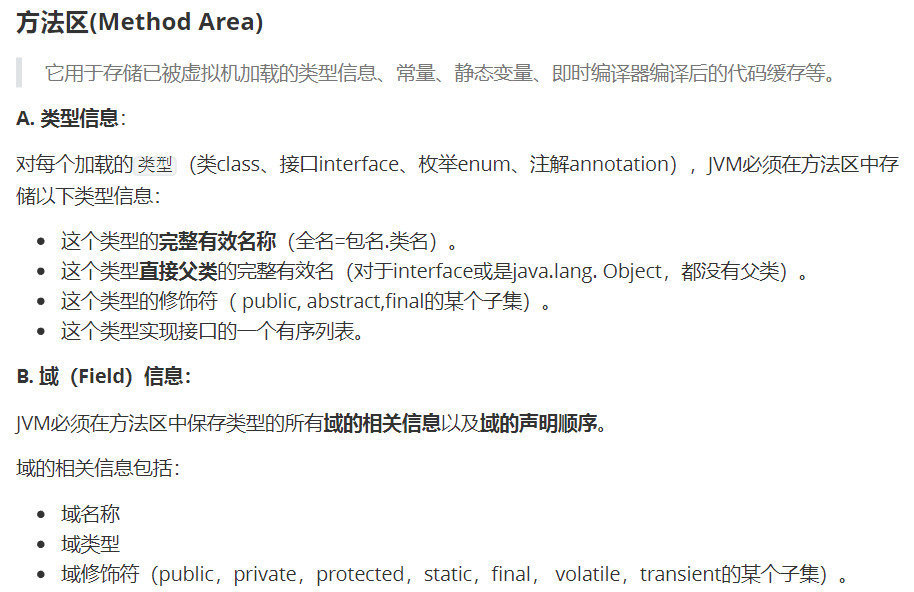 方法区(Method Area)
它用于存储已被虚拟机加载的类型信息、常量、静态变量、即时编译器编译后的代码缓存等。
A. 类型信息：
对每个加载的 类型 （类class、接口interface、枚举enum、注解annotation），JVM必须在方法区中存
储以下类型信息：
• 这个类型的完整有效名称（全名=包名.类名）。
• 这个类型直接父类的完整有效名（对于interface或是java.lang. Object，都没有父类）。
• 这个类型的修饰符（ public, abstract,final的某个子集）。
• 这个类型实现接口的一个有序列表。
B. 域（Field）信息：
JVM必须在方法区中保存类型的所有域的相关信息以及域的声明顺序。
域的相关信息包括：
• 域名称
• 域类型
• 域修饰符（public，private，protected，static，final， volatile，transient的某个子集）。